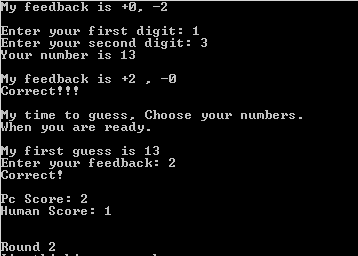 My feedback is +0, -2
Enter your first digit: 1
Enter your second digit: 3
Your number is 13
My feedback is +2 , -0
Correct!!!
My time to guess, Choose your numbers.
When you are ready.
My first guess is 13
Enter your feedback: 2
Correct!
Pc Score: 2
Human Score: 1
Round 2